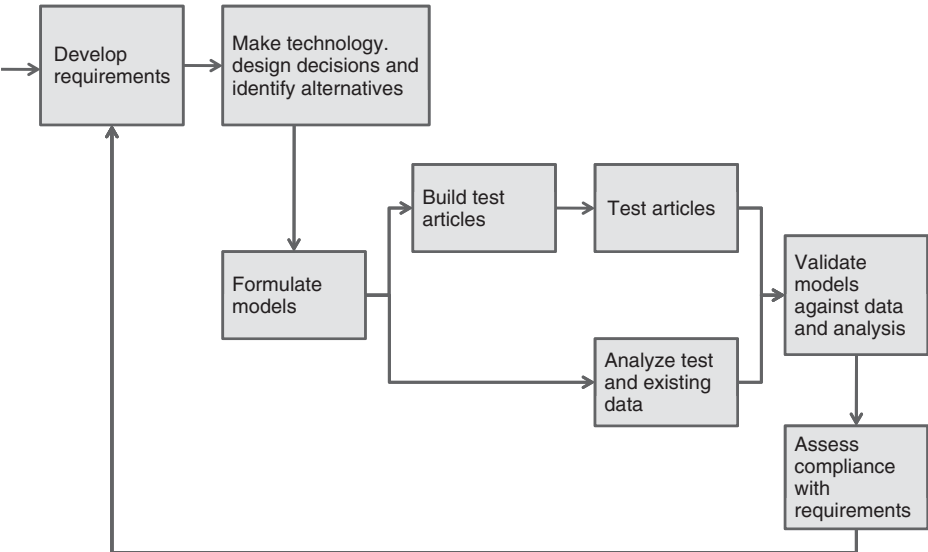 Develop
requirements
Make technology.
design decisions and
identify alternatives
Build test
articles
Test articles
Formulate
models
Validate
models
against data
and analysis
Analyze test
and existing
data
Assess
compliance
with
requirements